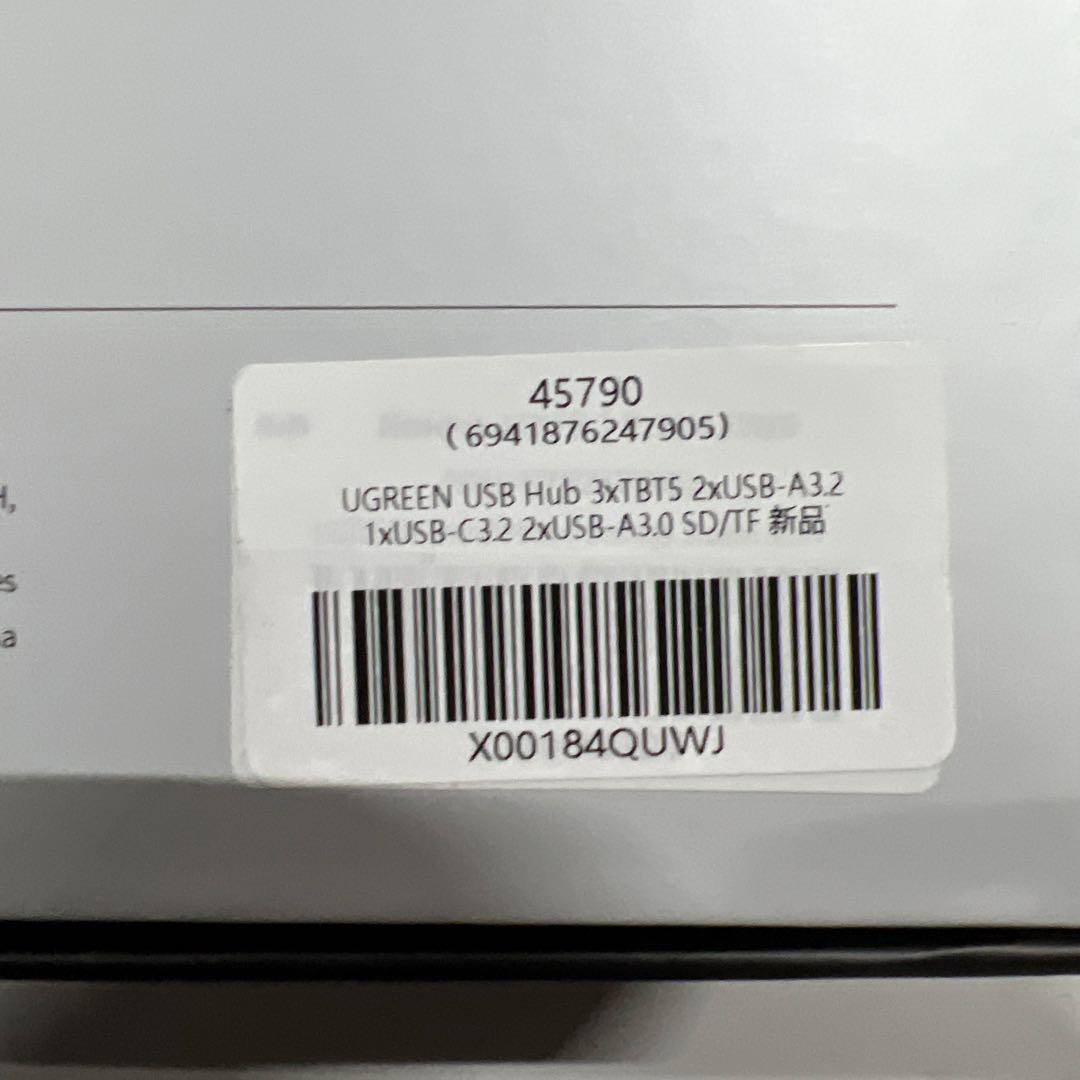 45790
(6941876247905)
UGREEN USB Hub 3xTBT5 2xUSB-A3.2
1xUSB-C3.2 2xUSB-A3.0 SD/TF 新品
X00184QUWJ
H,
es
a